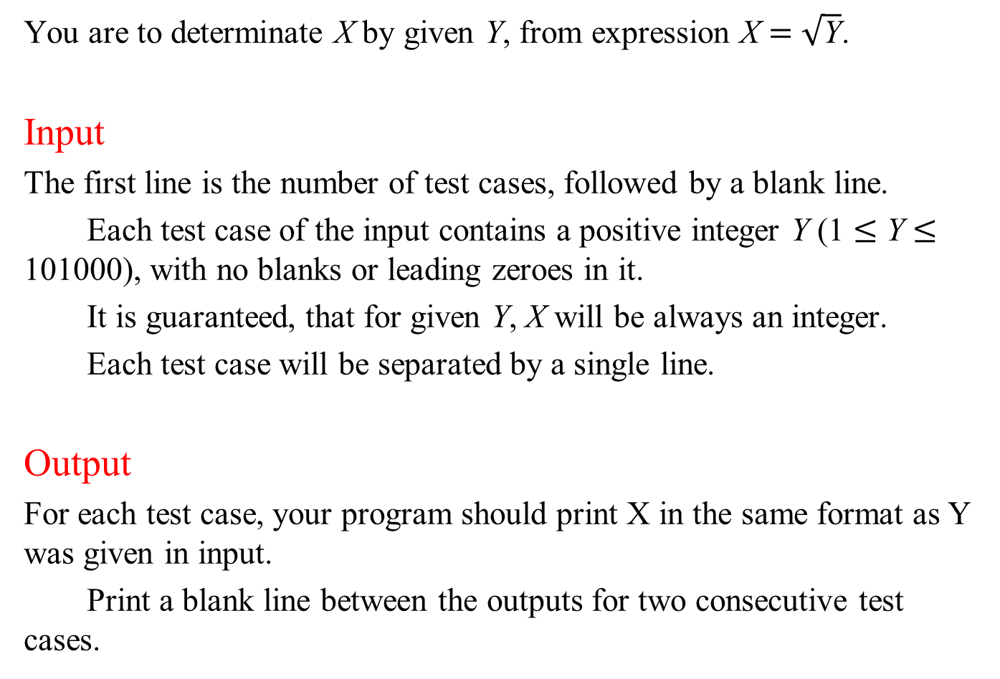 You are to determinate X by given Y, from expression X = √Y.
Input
The first line is the number of test cases, followed by a blank line.
Each test case of the input contains a positive integer Y (1 ≤ Y ≤
101000), with no blanks or leading zeroes in it.
It is guaranteed, that for given Y, X will be always an integer.
Each test case will be separated by a single line.
Output
For each test case, your program should print X in the same format as Y
was given in input.
Print a blank line between the outputs for two consecutive test
cases.